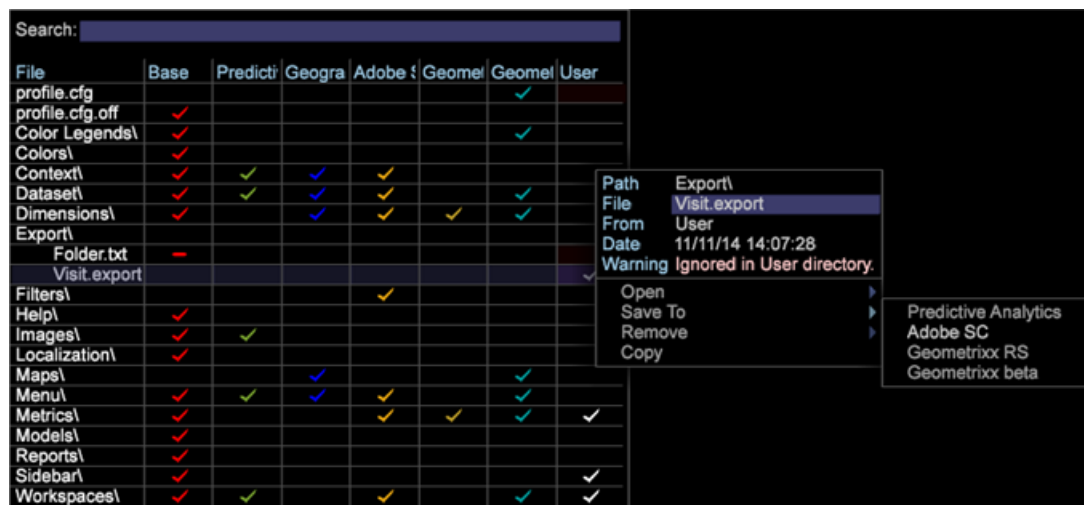 Search:
File Base Predicti Geogra Adobe S Geomet Geomet User
profile.cfg
profile.cfg.off
Color Legends\
Colors\
Context\
Dataset\
Dimensions\
Export\
Folder.txt
Visit.export
Filters\
Help\
Images\
Localization\
Maps\
Menu\
Metrics\
Models\
Reports\
Sidebar\
Workspaces\
Path Export\
File Visit.export
From User
Date 11/11/14 14:07:28
Warning Ignored in User directory.
Open
Save To
Remove
Copy
Predictive Analytics
Adobe SC
Geometrixx RS
Geometrixx beta